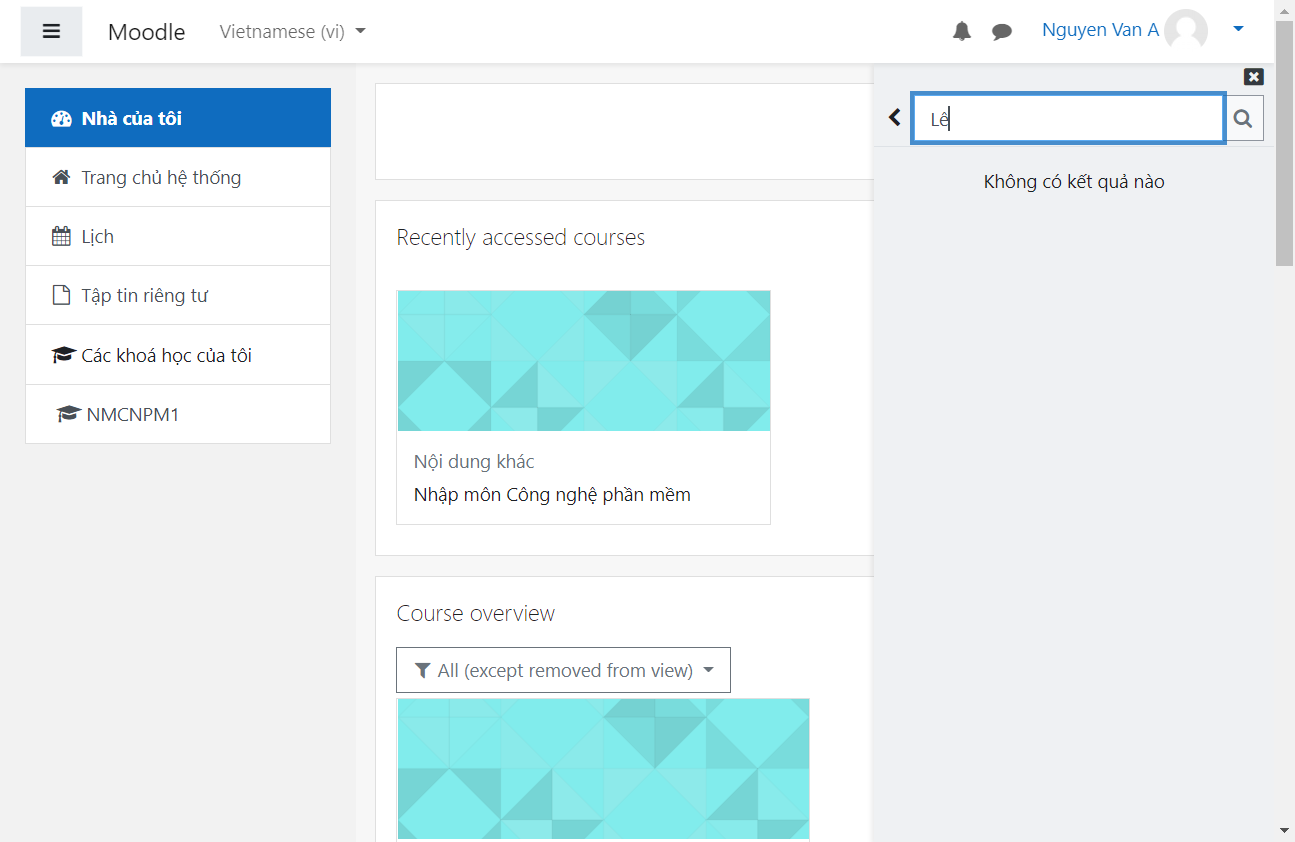 Moodle
Vietnamese (vi)
Nguyen Van A
Nhà của tôi
Trang chủ hệ thống
Lịch
Tập tin riêng tư
Các khoá học của tôi
NMCNPM1
Recently accessed courses
Nội dung khác
Nhập môn Công nghệ phần mềm
Course overview
All (except removed from view)
Lê
Không có kết quả nào